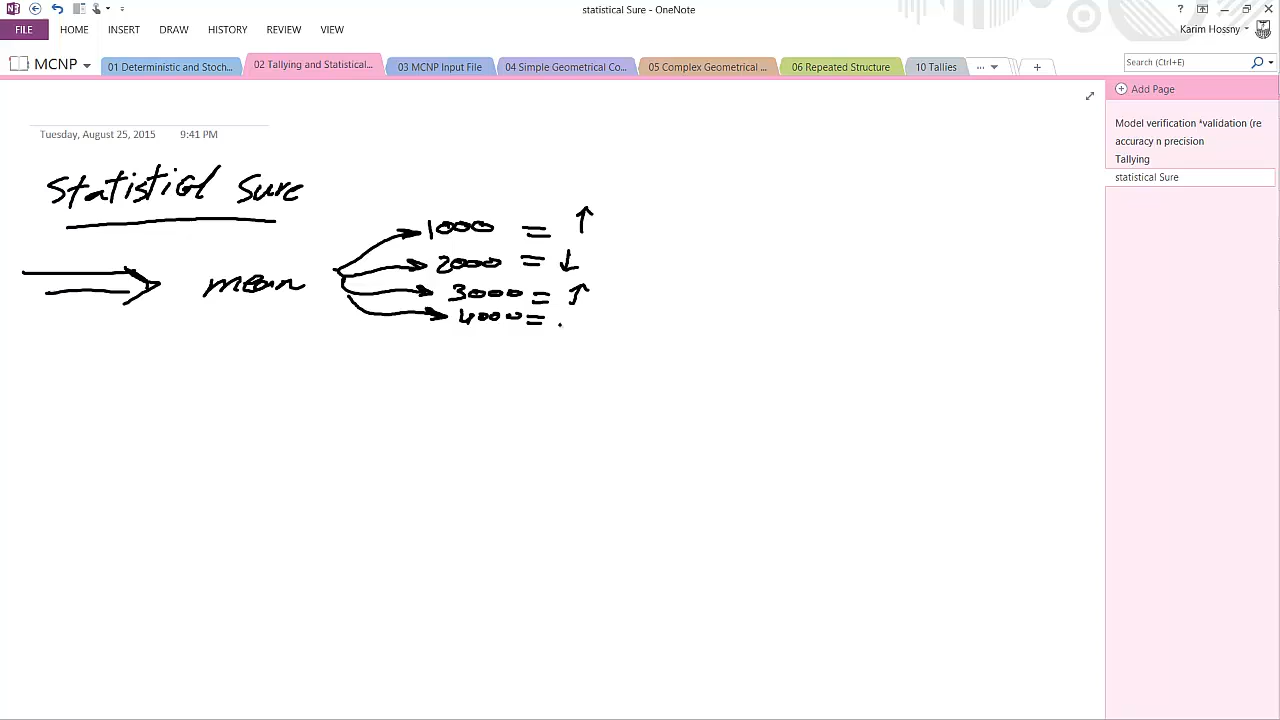 statistical Sure - OneNote
FILE HOME INSERT DRAW HISTORY REVIEW VIEW
Karim Hossny
MCNP
01 Deterministic and Stoch... 02 Tallying and Statistical... 03 MCNP Input File 04 Simple Geometrical Co... 05 Complex Geometrical ... 06 Repeated Structure 10 Tallies ...
Search (Ctrl+E)
Add Page
Model verification *validation (re
accuracy n precision
Tallying
statistical Sure
Tuesday, August 25, 2015 9:41 PM
Statistical Sure
⇒ mean
→ 1000 = ↑
→ 2000 = ↓
→ 3000 = ↑
→ 4000 = .